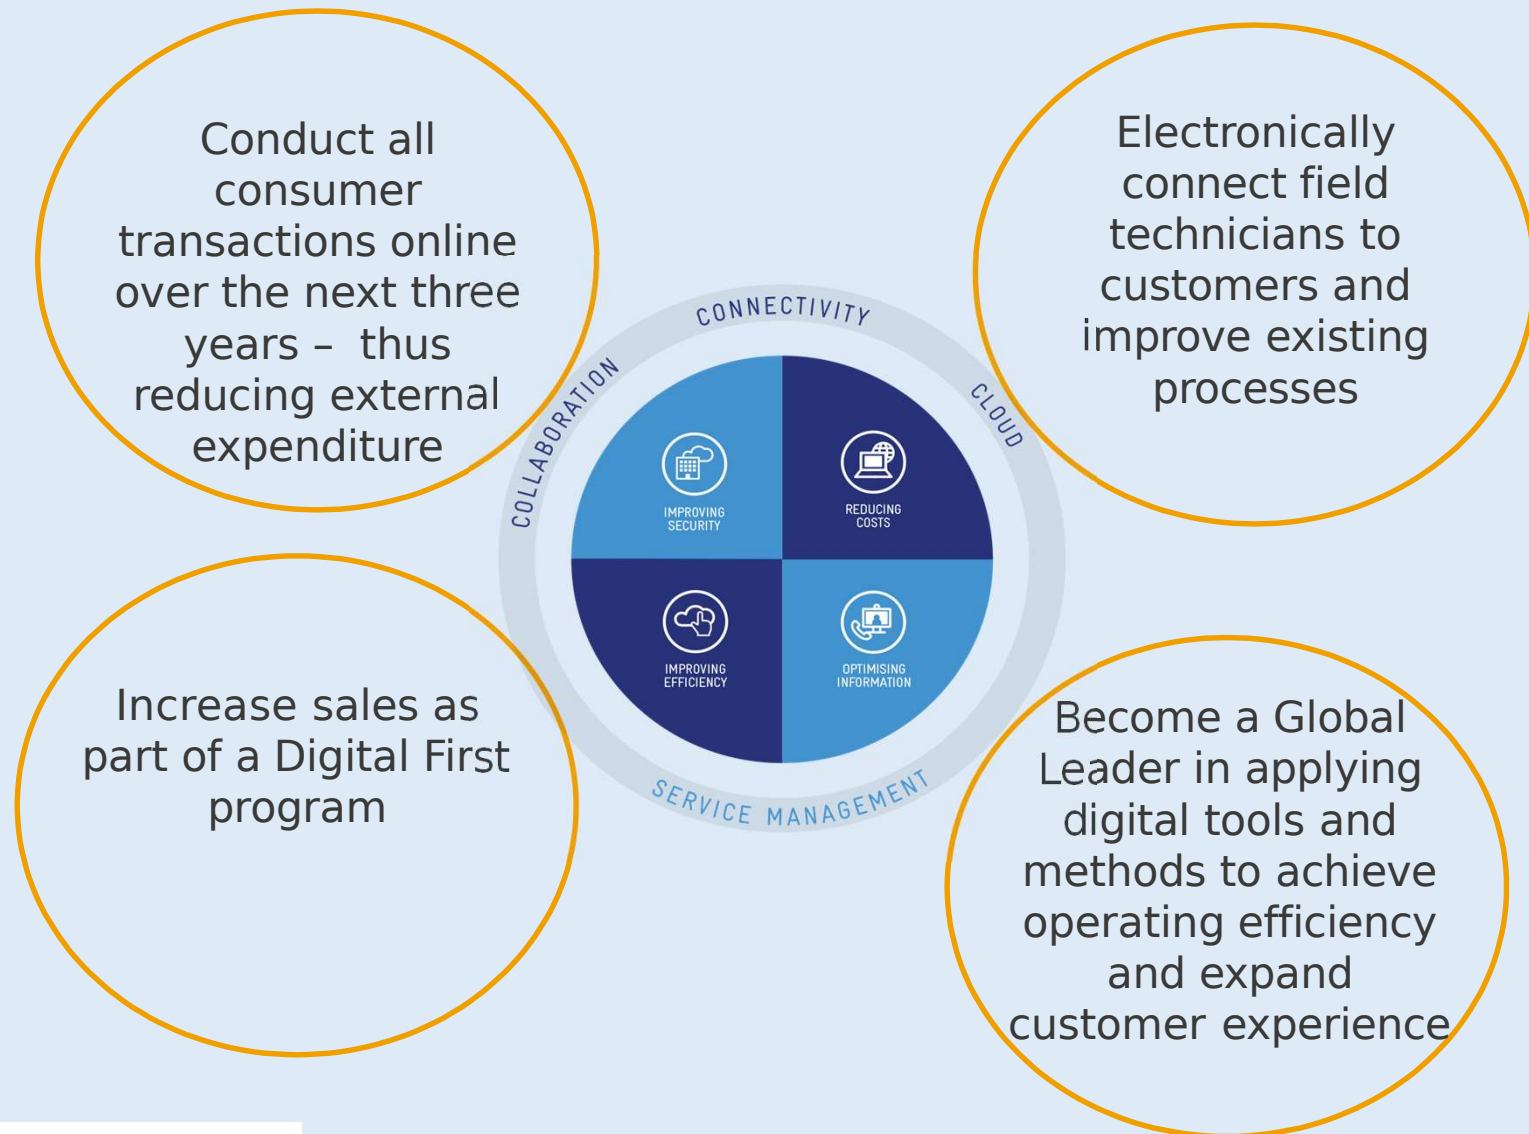 Conduct all
consumer
transactions online
over the next three
years – thus
reducing external
expenditure
Electronically
connect field
technicians to
customers and
improve existing
processes
CONNECTIVITY
COLLABORATION
CLOUD
IMPROVING
SECURITY
REDUCING
COSTS
IMPROVING
EFFICIENCY
OPTIMISING
INFORMATION
SERVICE MANAGEMENT
Increase sales as
part of a Digital First
program
Become a Global
Leader in applying
digital tools and
methods to achieve
operating efficiency
and expand
customer experience